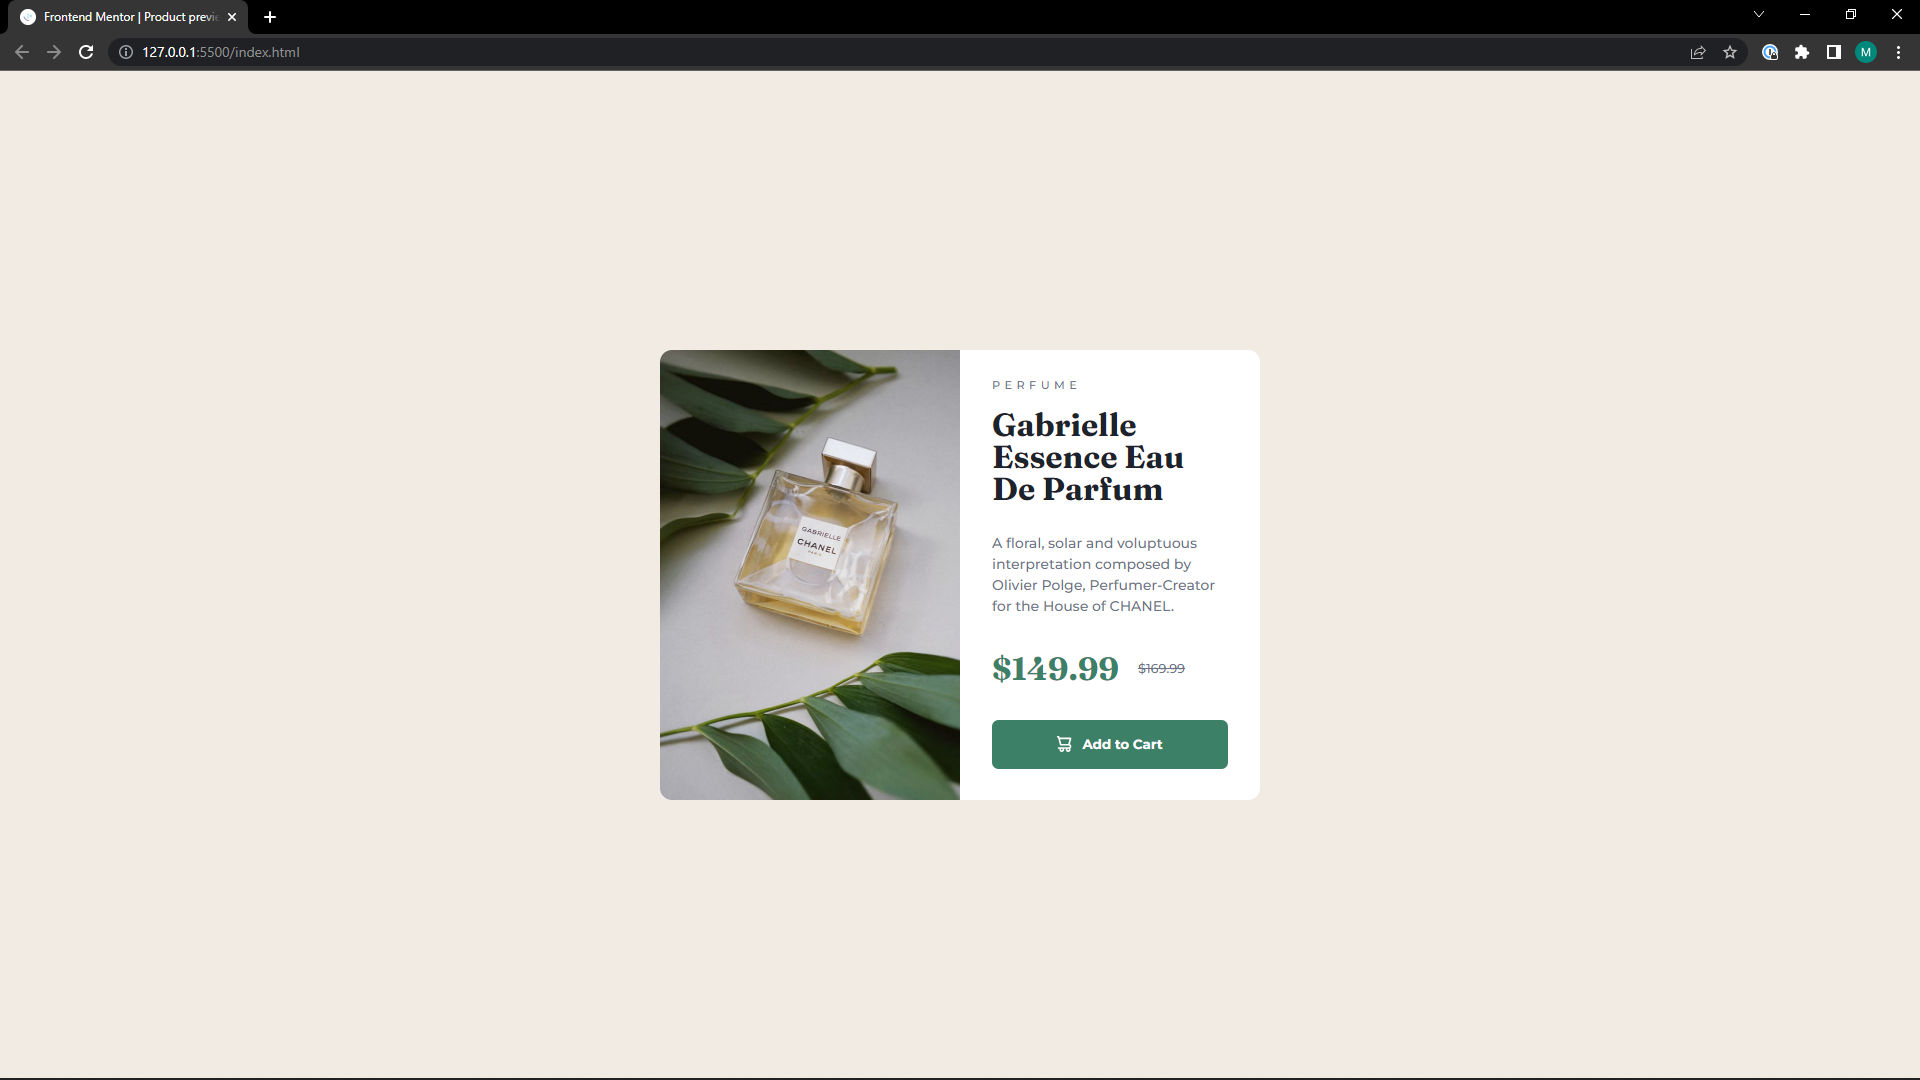 Frontend Mentor | Product previe
127.0.0.1:5500/index.html
M
GABRIELLE
CHANEL
PARIS
PERFUME
Gabrielle
Essence Eau
De Parfum
A floral, solar and voluptuous
interpretation composed by
Olivier Polge, Perfumer-Creator
for the House of CHANEL.
$149.99 $169.99
Add to Cart